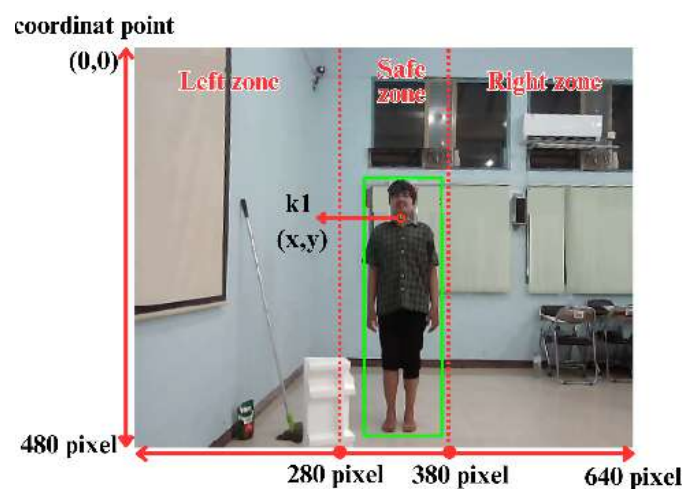 coordinat point
(0,0)
Left zone
Safe
zone
Right zone
k1
(x,y)
480 pixel
280 pixel
380 pixel
640 pixel